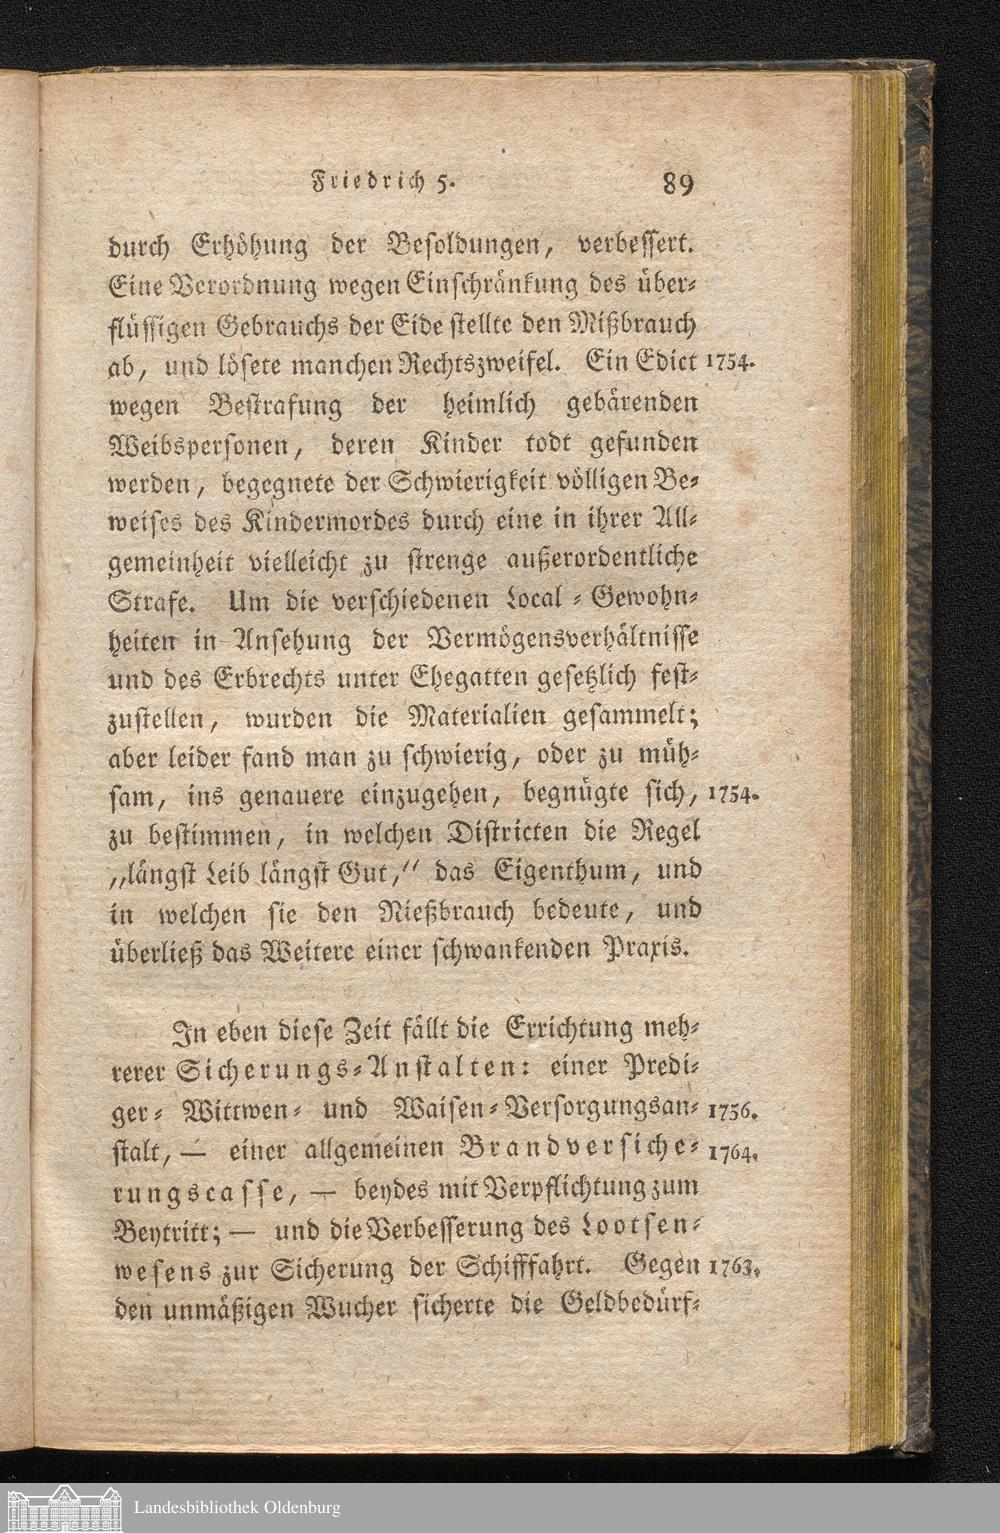 Friedrich 5. 89
durch Erhöhung der Besoldungen, verbessert.
Eine Verordnung wegen Einschränkung des über-
flüssigen Gebrauchs der Eide stellte den Mißbrauch
ab, und lösete manchen Rechtszweifel. Ein Edict 1754.
wegen Bestrafung der heimlich gebärenden
Weibspersonen, deren Kinder todt gefunden
werden, begegnete der Schwierigkeit völligen Be-
weises des Kindermordes durch eine in ihrer All-
gemeinheit vielleicht zu strenge außerordentliche
Strafe. Um die verschiedenen Local-Gewohn-
heiten in Ansehung der Vermögensverhältnisse
und des Erbrechts unter Ehegatten gesetzlich fest-
zustellen, wurden die Materialien gesammelt;
aber leider fand man zu schwierig, oder zu müh-
sam, ins genauere einzugehen, begnügte sich, 1754.
zu bestimmen, in welchen Districten die Regel
„längst Leib längst Gut,“ das Eigenthum, und
in welchen sie den Nießbrauch bedeute, und
überließ das Weitere einer schwankenden Praxis.
In eben diese Zeit fällt die Errichtung meh-
rerer Sicherungs-Anstalten: einer Predi-
ger- Wittwen- und Waisen-Versorgungsan- 1756.
stalt, — einer allgemeinen Brandversiche- 1764.
rungscasse, — beydes mit Verpflichtung zum
Beytritt; — und die Verbesserung des Lootsen-
wesens zur Sicherung der Schifffahrt. Gegen 1763.
den unmäßigen Wucher sicherte die Geldbedürf-
Landesbibliothek Oldenburg